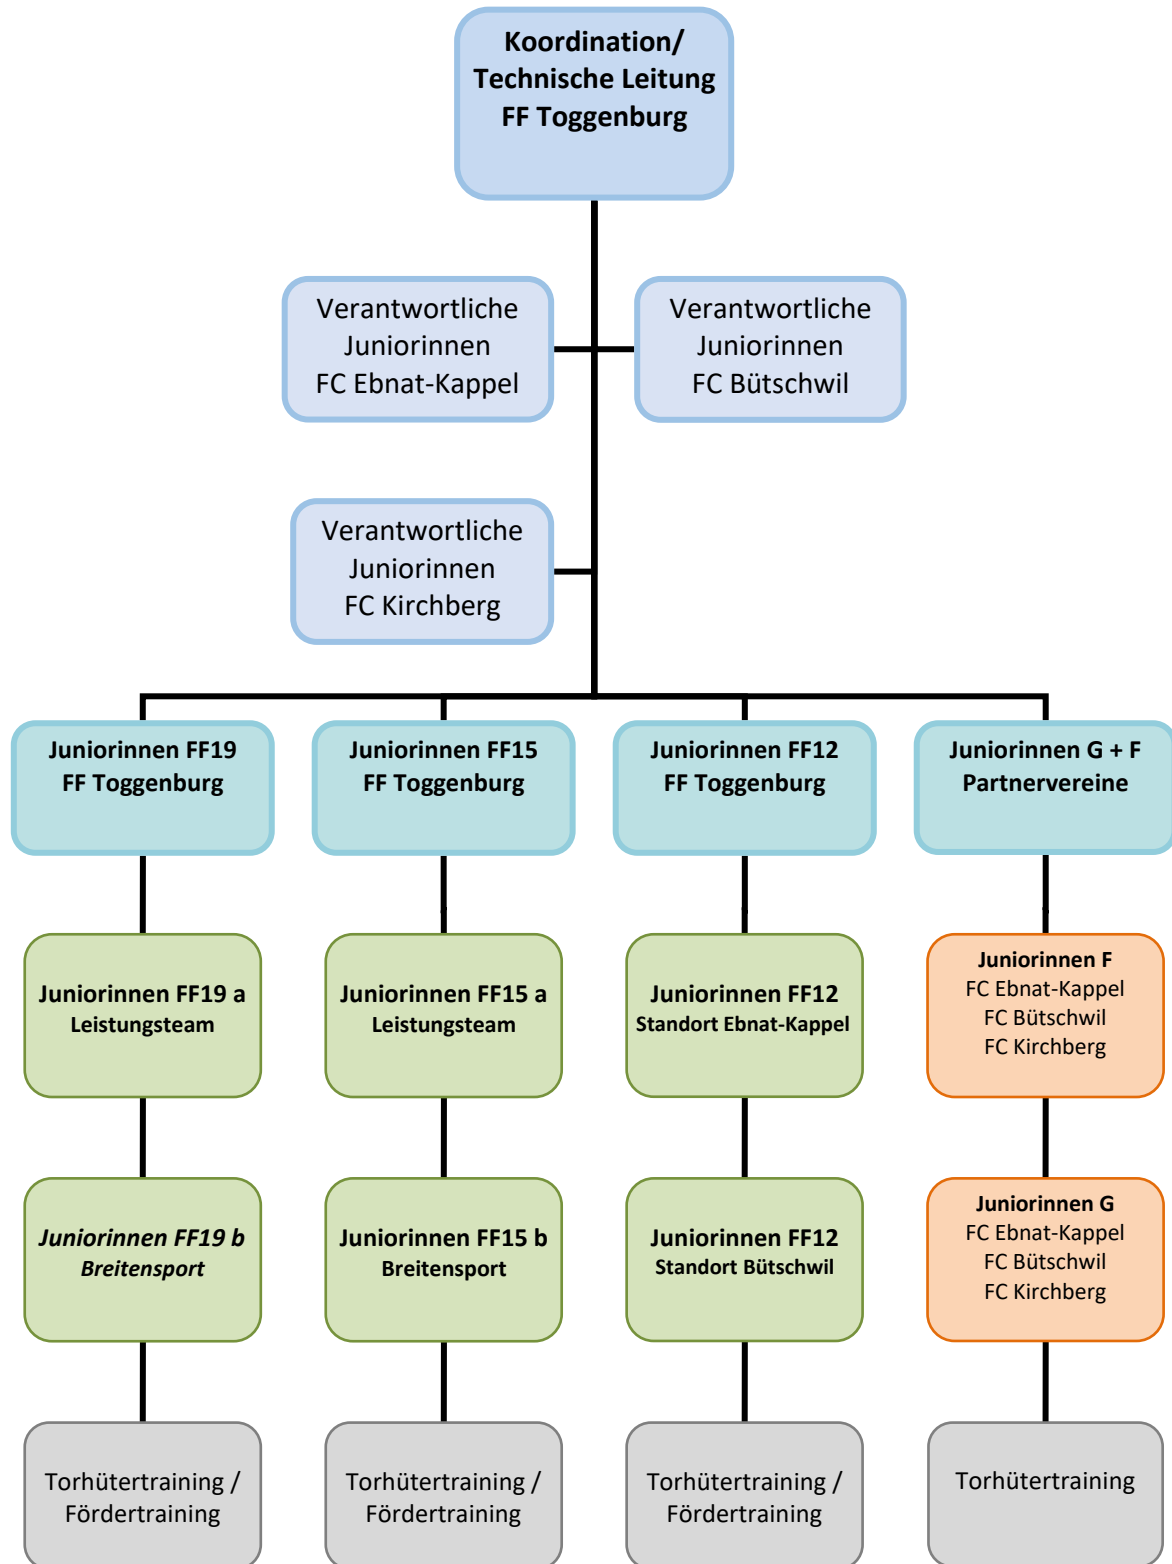 Koordination/
Technische Leitung
FF Toggenburg
Verantwortliche
Juniorinnen
FC Ebnat-Kappel
Verantwortliche
Juniorinnen
FC Bütschwil
Verantwortliche
Juniorinnen
FC Kirchberg
Juniorinnen FF19
FF Toggenburg
Juniorinnen FF15
FF Toggenburg
Juniorinnen FF12
FF Toggenburg
Juniorinnen G + F
Partnervereine
Juniorinnen FF19 a
Leistungsteam
Juniorinnen FF15 a
Leistungsteam
Juniorinnen FF12
Standort Ebnat-Kappel
Juniorinnen F
FC Ebnat-Kappel
FC Bütschwil
FC Kirchberg
Juniorinnen FF19 b
Breitensport
Juniorinnen FF15 b
Breitensport
Juniorinnen FF12
Standort Bütschwil
Juniorinnen G
FC Ebnat-Kappel
FC Bütschwil
FC Kirchberg
Torhütertraining /
Fördertraining
Torhütertraining /
Fördertraining
Torhütertraining /
Fördertraining
Torhütertraining